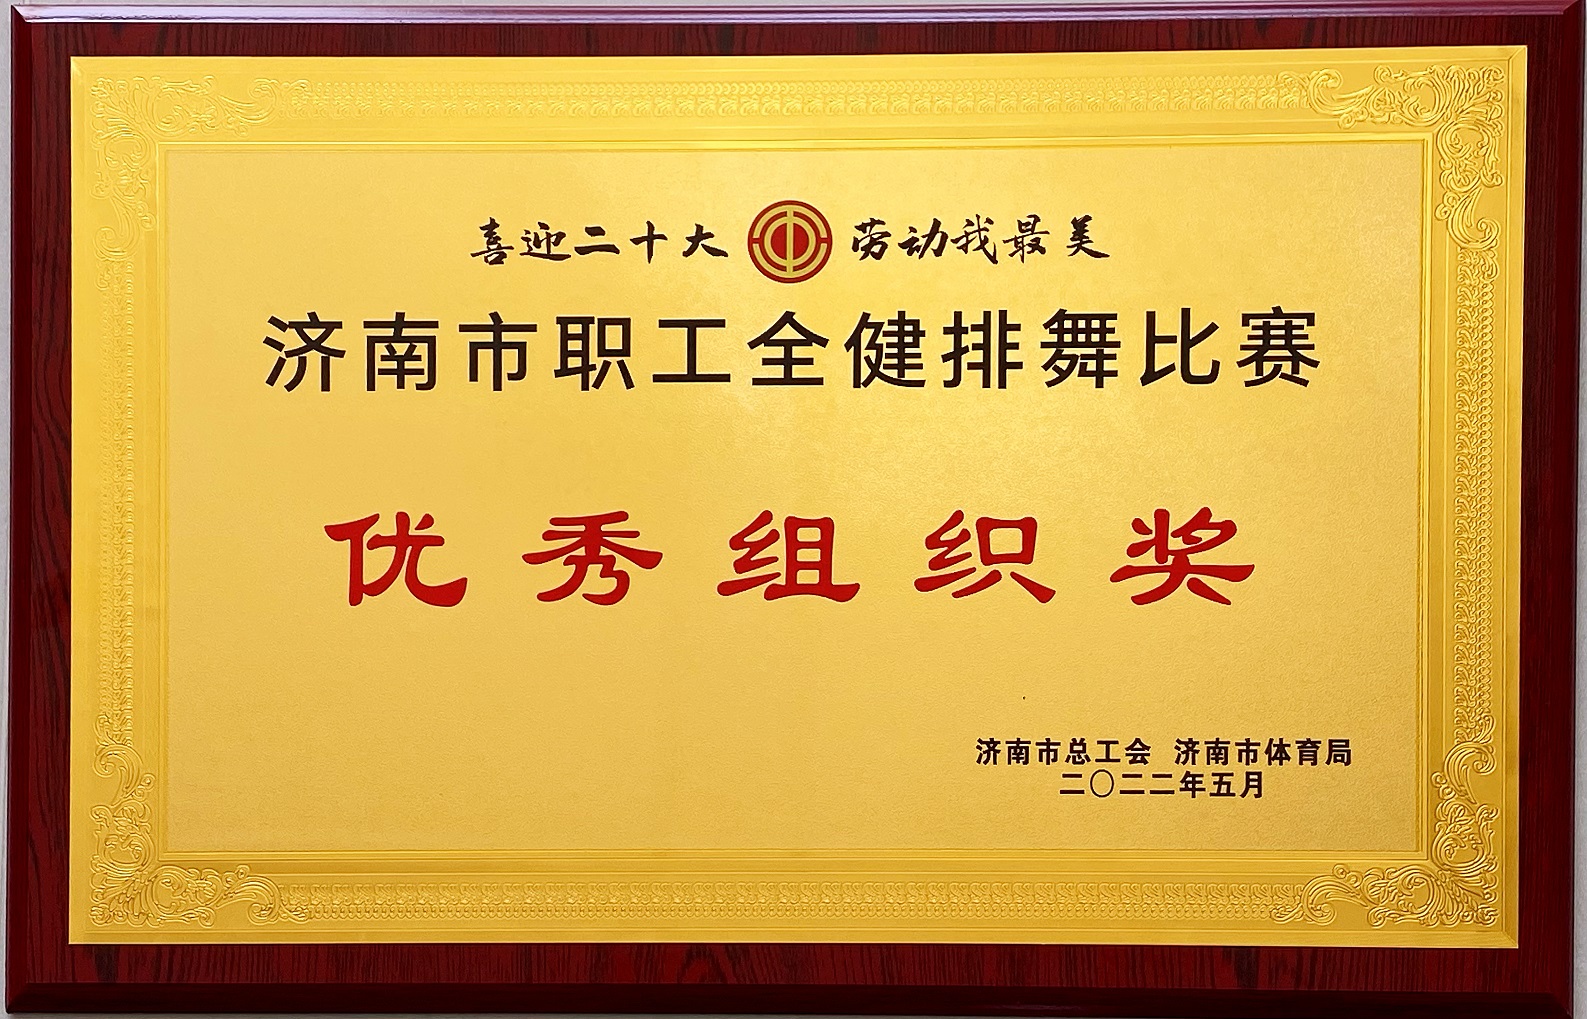 喜迎二十大 劳动我最美
济南市职工全健排舞比赛
优秀组织奖
济南市总工会 济南市体育局
二〇二二年五月